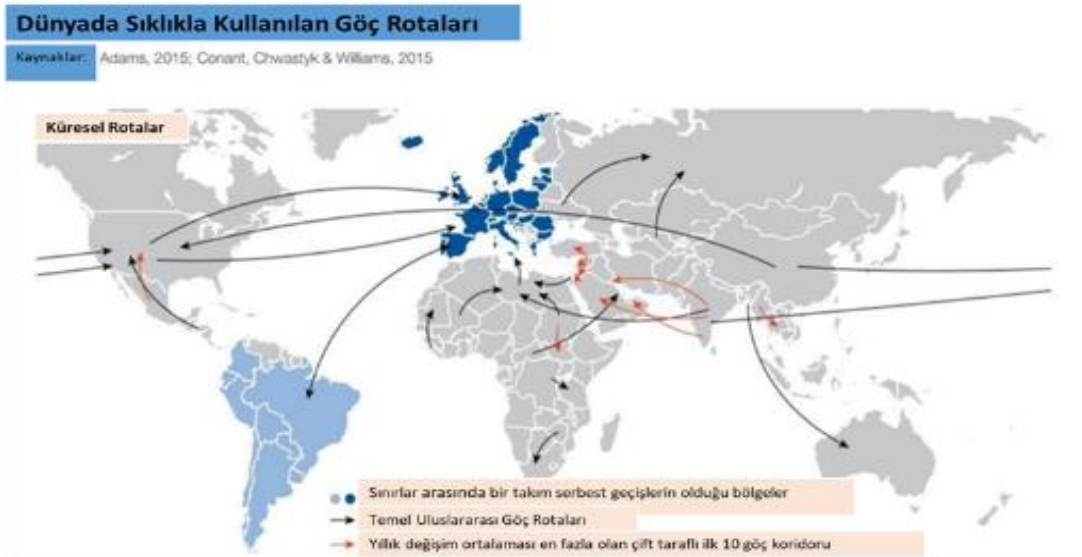 Dünyada Sıklıkla Kullanılan Göç Rotaları
Kaynaklar: Adams, 2015; Conant, Chwastyk & Williams, 2015
Küresel Rotalar
Sınırlar arasında bir takım serbest geçişlerin olduğu bölgeler
Temel Uluslararası Göç Rotaları
Yıllık değişim ortalaması en fazla olan çift taraflı ilk 10 göç koridoru